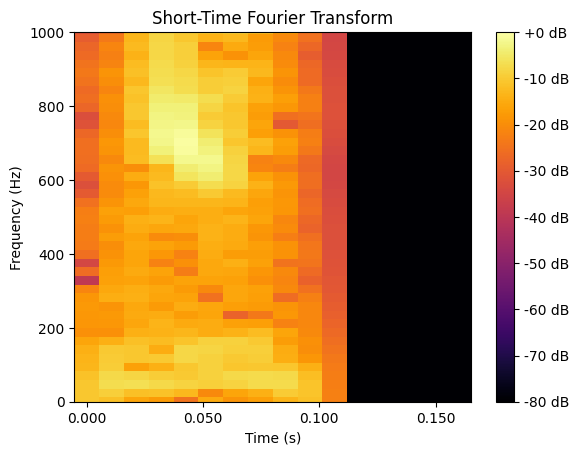 Short-Time Fourier Transform
1000
800
600
400
200
0
Frequency (Hz)
0.000
0.050
0.100
0.150
Time (s)
+0 dB
-10 dB
-20 dB
-30 dB
-40 dB
-50 dB
-60 dB
-70 dB
-80 dB